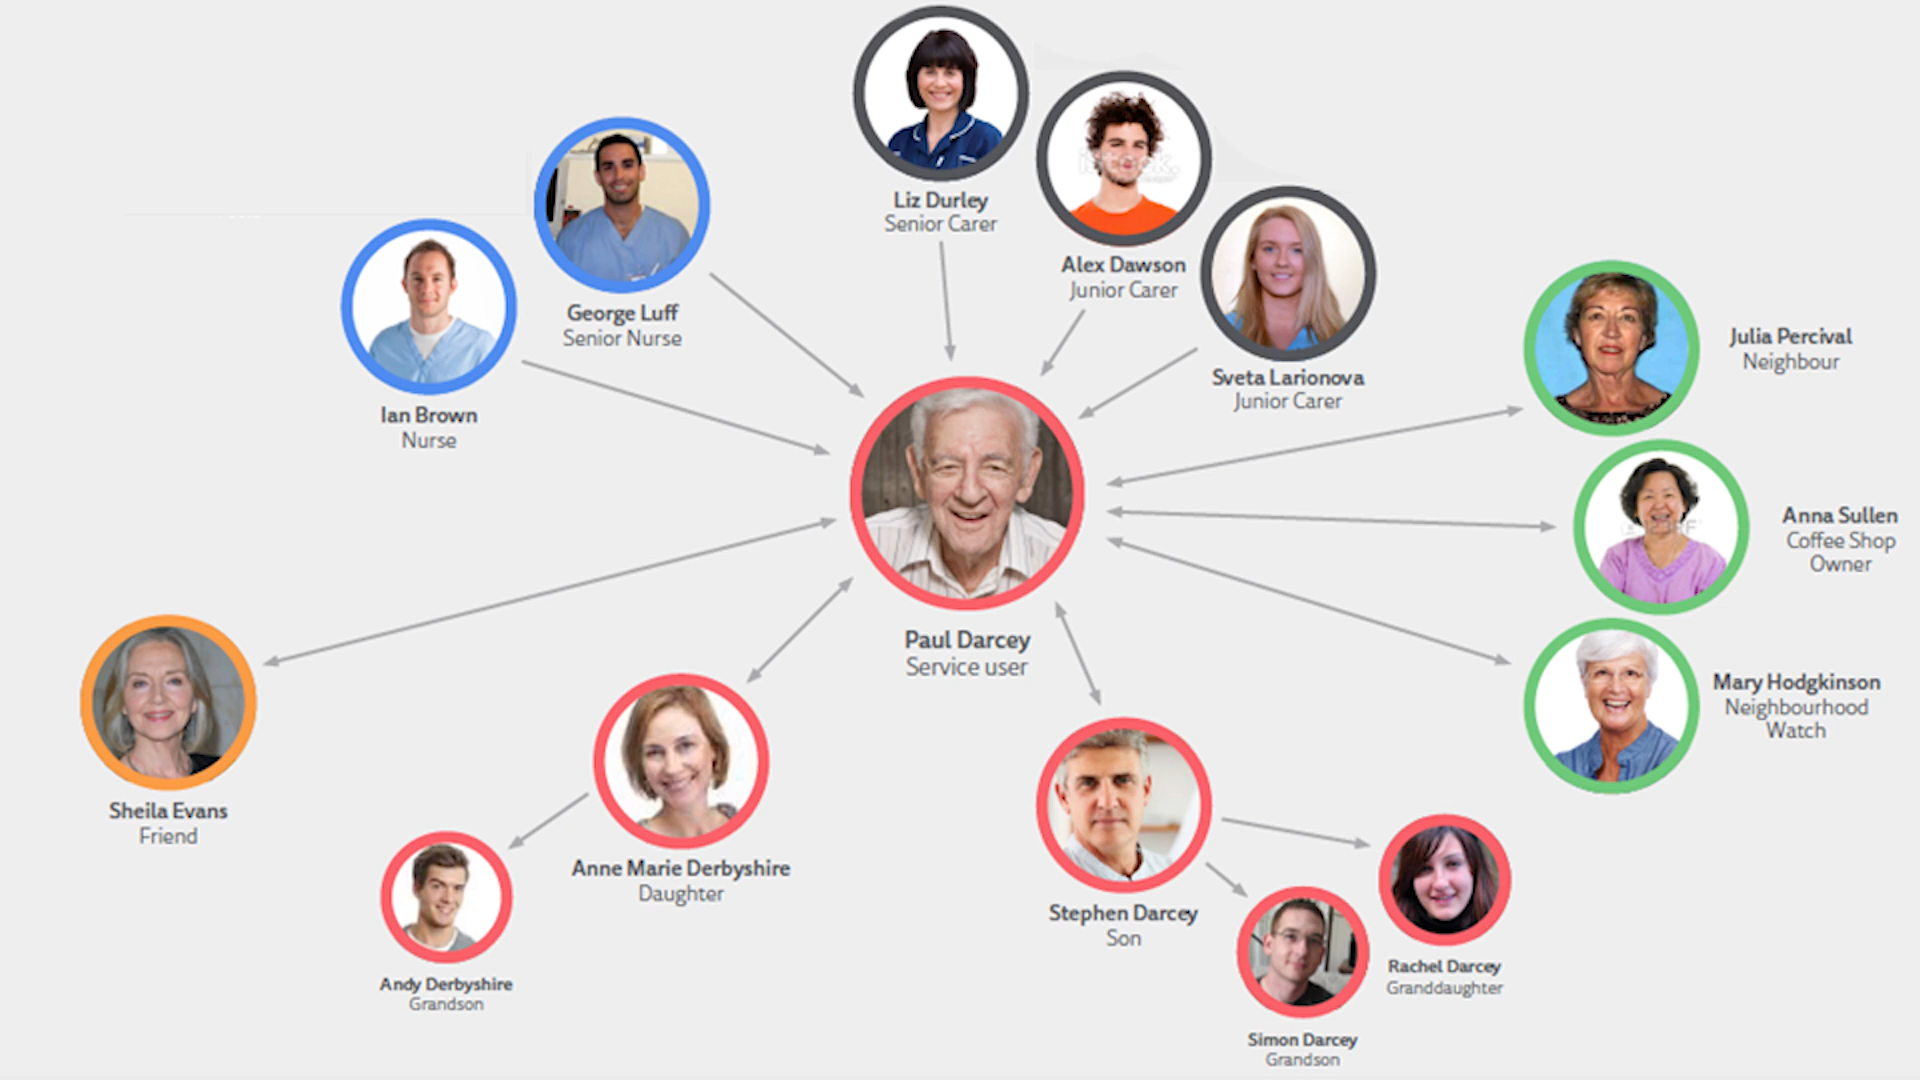 Liz Durley
Senior Carer
Alex Dawson
Junior Carer
George Luff
Senior Nurse
Sveta Larionova
Junior Carer
Ian Brown
Nurse
Julia Percival
Neighbour
Anna Sullen
Coffee Shop
Owner
Paul Darcey
Service user
Mary Hodgkinson
Neighbourhood
Watch
Sheila Evans
Friend
Anne Marie Derbyshire
Daughter
Stephen Darcey
Son
Andy Derbyshire
Grandson
Rachel Darcey
Granddaughter
Simon Darcey
Grandson